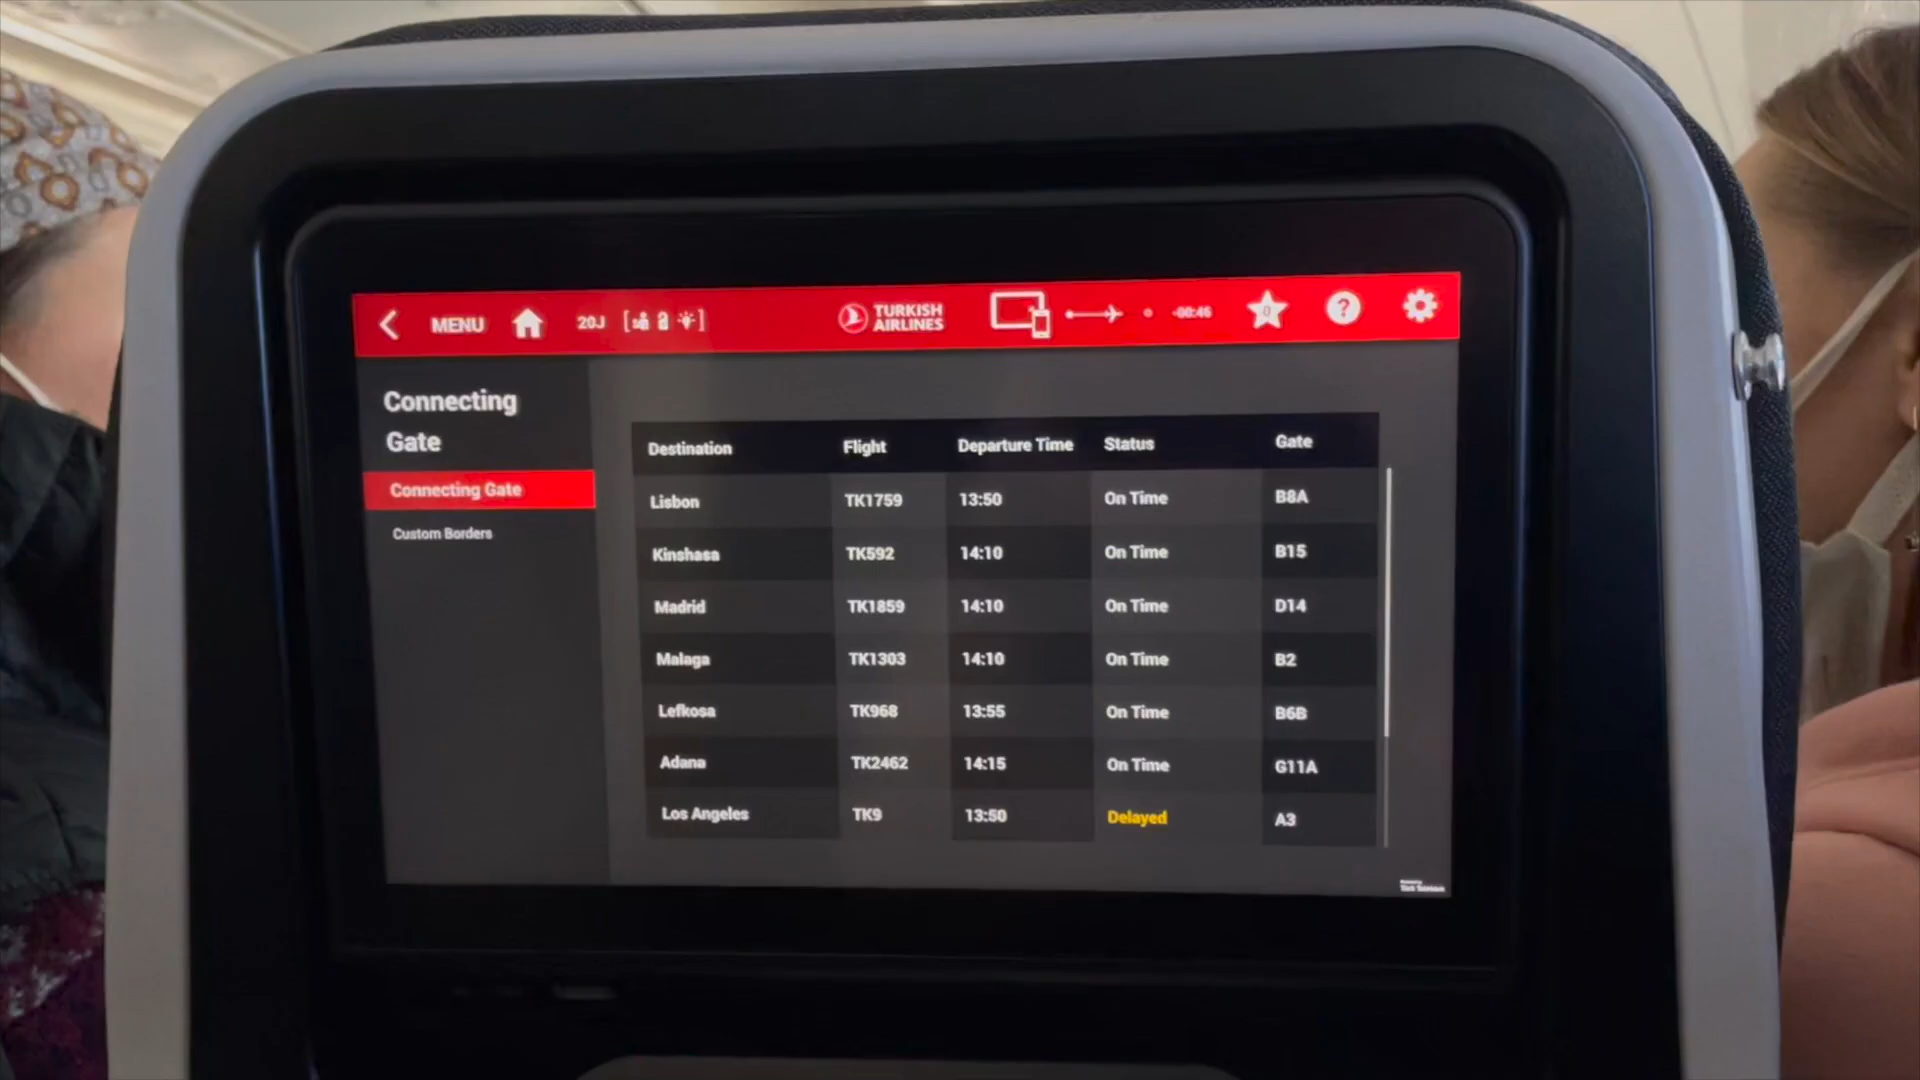 MENU 20J TURKISH AIRLINES -00:46 0 ?
Connecting
Gate
Connecting Gate
Custom Borders
Destination Flight Departure Time Status Gate
Lisbon TK1759 13:50 On Time B8A
Kinshasa TK592 14:10 On Time B15
Madrid TK1859 14:10 On Time D14
Malaga TK1303 14:10 On Time B2
Lefkosa TK968 13:55 On Time B6B
Adana TK2462 14:15 On Time G11A
Los Angeles TK9 13:50 Delayed A3